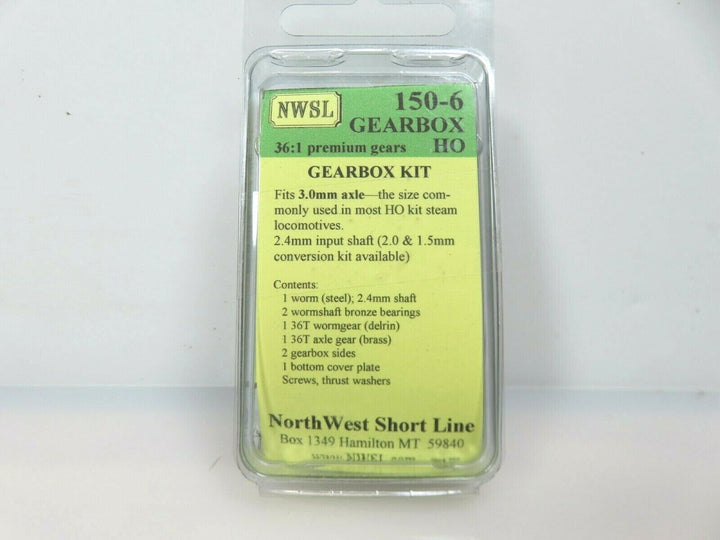 NWSL
150-6
GEARBOX
36:1 premium gears HO
GEARBOX KIT
Fits 3.0mm axle—the size com-
monly used in most HO kit steam
locomotives.
2.4mm input shaft (2.0 & 1.5mm
conversion kit available)
Contents:
1 worm (steel); 2.4mm shaft
2 wormshaft bronze bearings
1 36T wormgear (delrin)
1 36T axle gear (brass)
2 gearbox sides
1 bottom cover plate
Screws, thrust washers
NorthWest Short Line
Box 1349 Hamilton MT 59840
www.NWSL.com